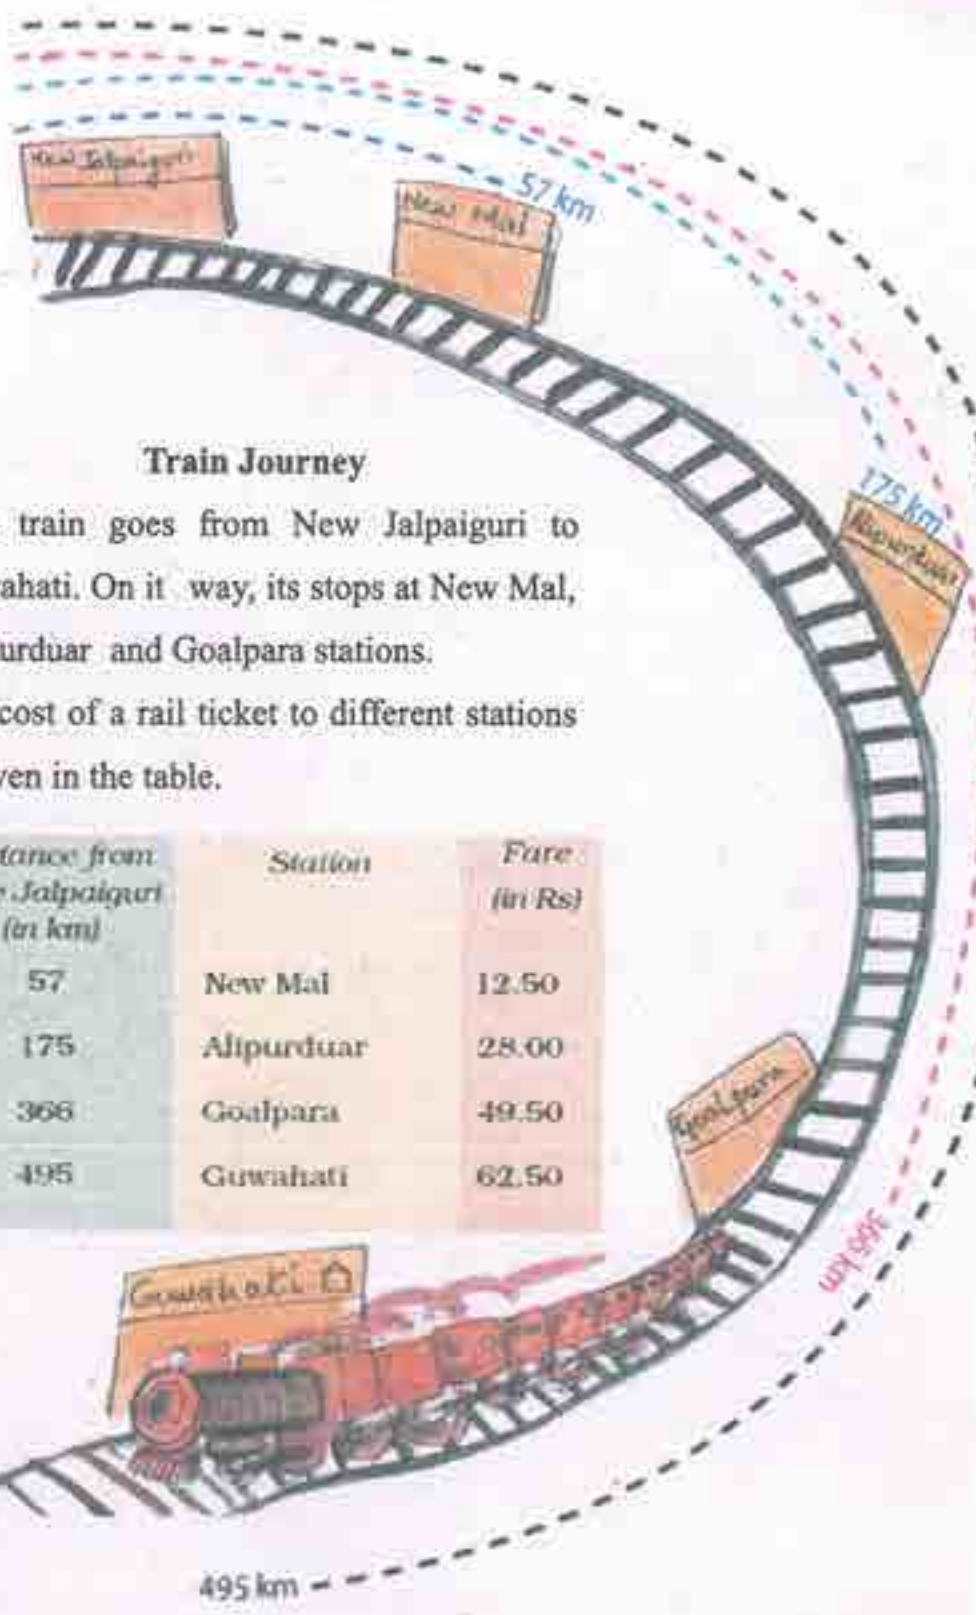 New Jalpaiguri
New Mal
57 km
175 km
Alipurduar
Train Journey
train goes from New Jalpaiguri to
ahati. On it way, its stops at New Mal,
urduar and Goalpara stations.
cost of a rail ticket to different stations
ven in the table.
tance from Station Fare
Jalpaiguri (in Rs)
(in km)
57 New Mal 12.50
175 Alipurduar 28.00
366 Goalpara 49.50
495 Guwahati 62.50
Goalpara
366 km
Guwahati
495 km